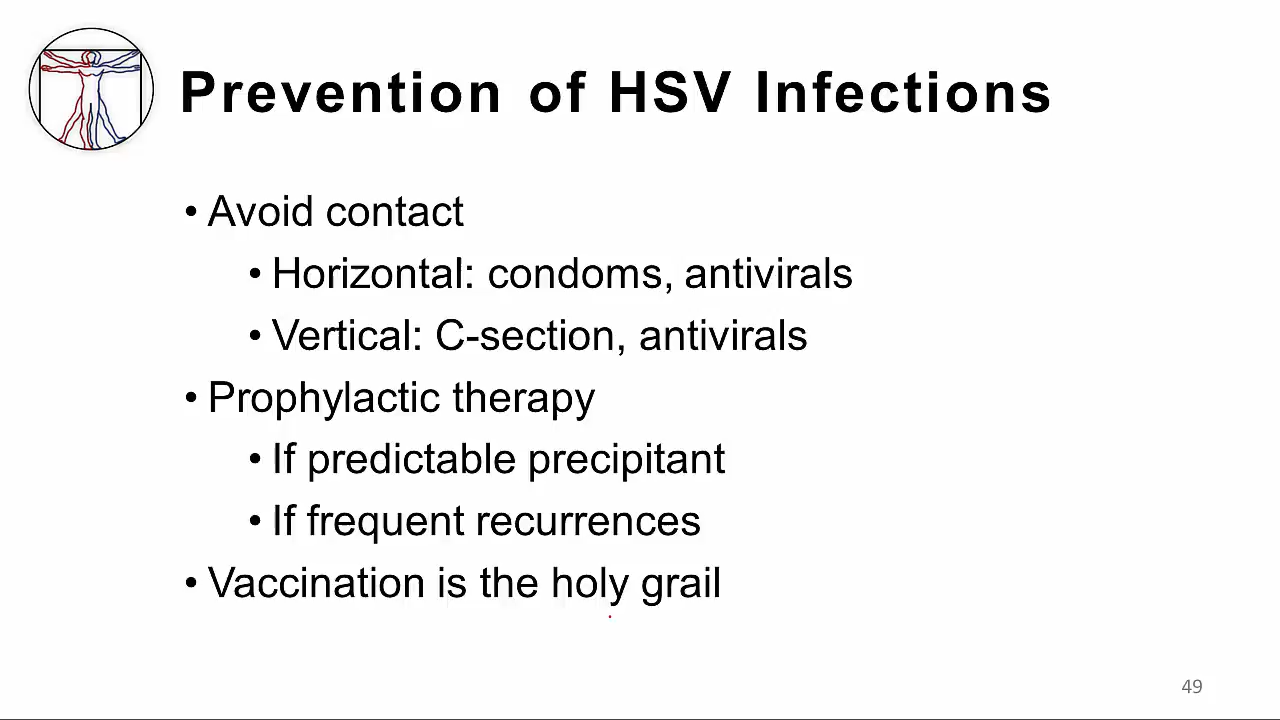 Prevention of HSV Infections
• Avoid contact
• Horizontal: condoms, antivirals
• Vertical: C-section, antivirals
• Prophylactic therapy
• If predictable precipitant
• If frequent recurrences
• Vaccination is the holy grail
49